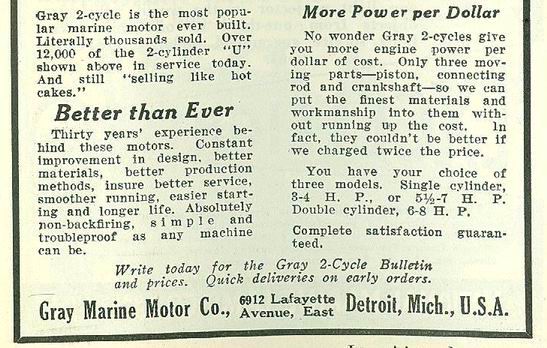 Gray 2-cycle is the most popu-
lar marine motor ever built.
Literally thousands sold. Over
12,000 of the 2-cylinder "U"
shown above in service today.
And still "selling like hot
cakes."
Better than Ever
Thirty years' experience be-
hind these motors. Constant
improvement in design, better
materials, better production
methods, insure better service,
smoother running, easier start-
ing and longer life. Absolutely
non-backfiring, simple and
troubleproof as any machine
can be.
More Power per Dollar
No wonder Gray 2-cycles give
you more engine power per
dollar of cost. Only three mov-
ing parts—piston, connecting
rod and crankshaft—so we can
put the finest materials and
workmanship into them with-
out running up the cost. In
fact, they couldn't be better if
we charged twice the price.
You have your choice of
three models. Single cylinder,
3-4 H. P., or 5½-7 H. P.
Double cylinder, 6-8 H. P.
Complete satisfaction guaran-
teed.
Write today for the Gray 2-Cycle Bulletin
and prices. Quick deliveries on early orders.
Gray Marine Motor Co., 6912 Lafayette Avenue, East Detroit, Mich., U.S.A.